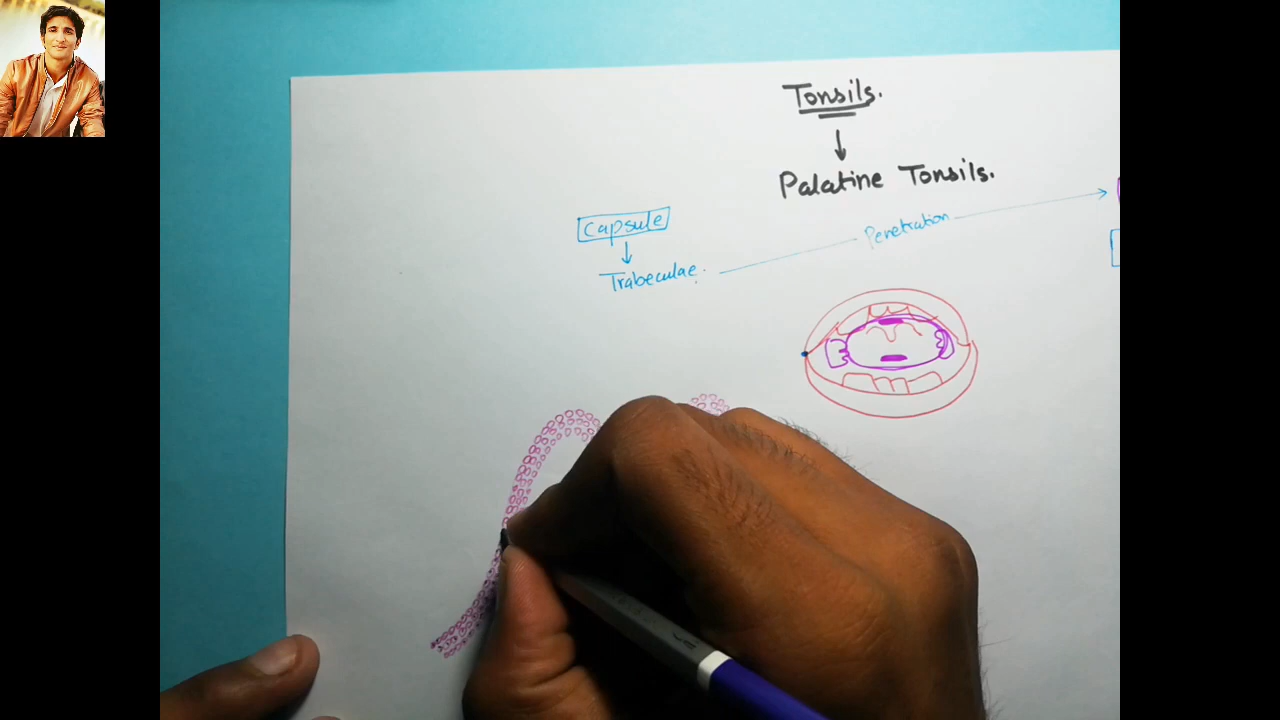 Tonsils.
Palatine Tonsils.
Capsule
Penetration
Trabeculae.